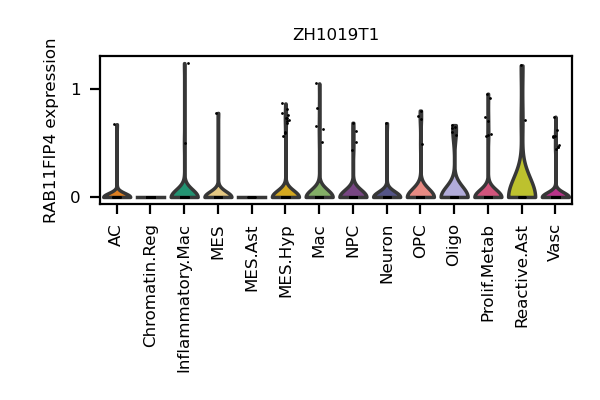 ZH1019T1
RAB11FIP4 expression
1
0
AC
Chromatin.Reg
Inflammatory.Mac
MES
MES.Ast
MES.Hyp
Mac
NPC
Neuron
OPC
Oligo
Prolif.Metab
Reactive.Ast
Vasc